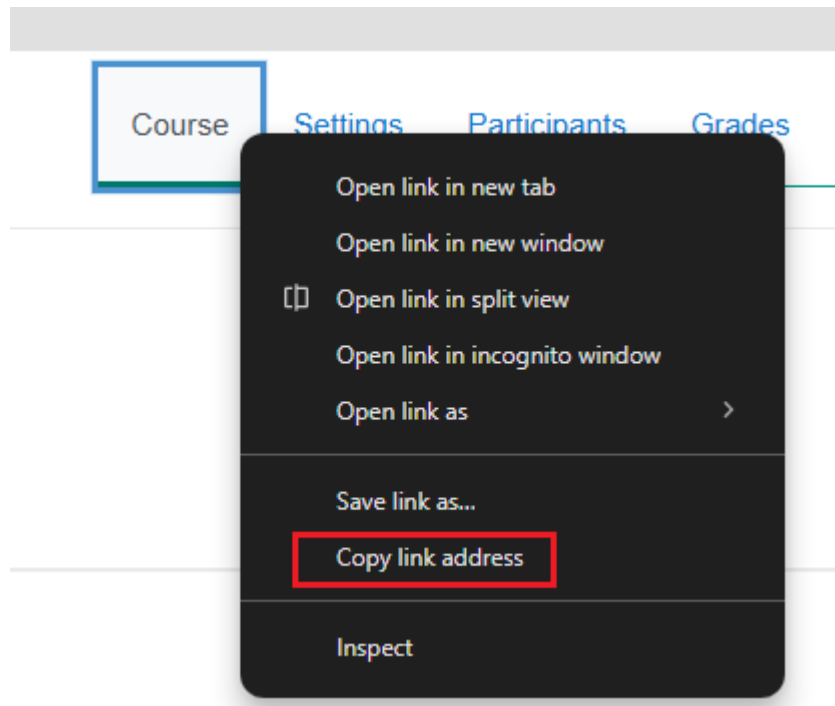 Course Settings Participants Grades
Open link in new tab
Open link in new window
Open link in split view
Open link in incognito window
Open link as
Save link as...
Copy link address
Inspect